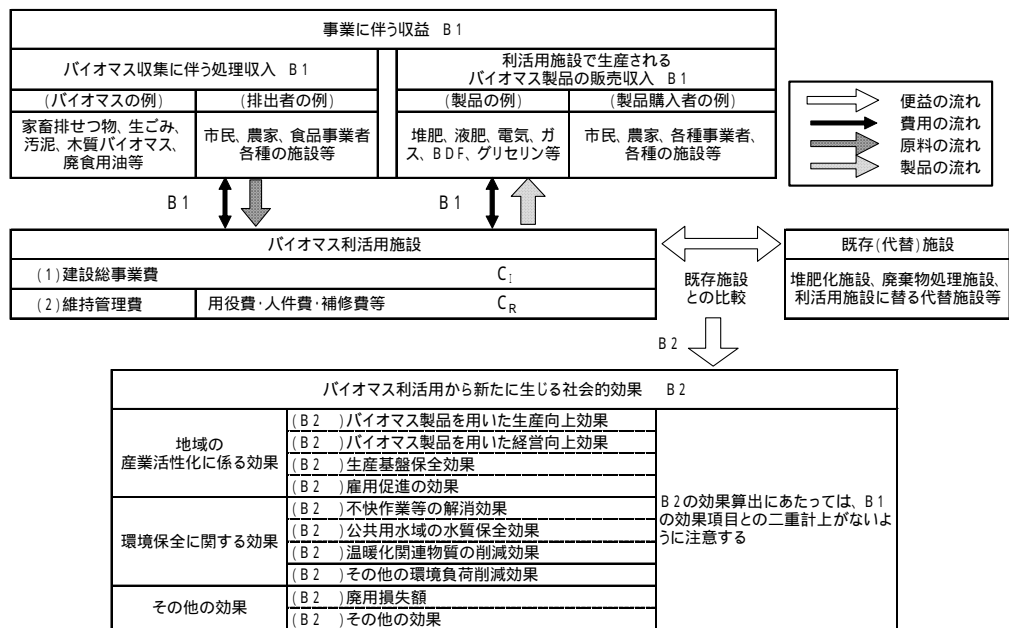 事業に伴う収益 B1
バイオマス収集に伴う処理収入 B1
利活用施設で生産される
バイオマス製品の販売収入 B1
(バイオマスの例)
(排出者の例)
(製品の例)
(製品購入者の例)
家畜排せつ物、生ごみ、
汚泥、木質バイオマス、
廃食用油等
市民、農家、食品事業者
各種の施設等
堆肥、液肥、電気、ガ
ス、BDF、グリセリン等
市民、農家、各種事業者、
各種の施設等
便益の流れ
費用の流れ
原料の流れ
製品の流れ
B1
B1
バイオマス利活用施設
(1)建設総事業費 CI
(2)維持管理費 用役費・人件費・補修費等 CR
既存施設
との比較
既存(代替)施設
堆肥化施設、廃棄物処理施設、
利活用施設に替る代替施設等
B2
バイオマス利活用から新たに生じる社会的効果 B2
地域の
産業活性化に係る効果
(B2 )バイオマス製品を用いた生産向上効果
(B2 )バイオマス製品を用いた経営向上効果
(B2 )生産基盤保全効果
(B2 )雇用促進の効果
環境保全に関する効果
(B2 )不快作業等の解消効果
(B2 )公共用水域の水質保全効果
(B2 )温暖化関連物質の削減効果
(B2 )その他の環境負荷削減効果
その他の効果
(B2 )廃用損失額
(B2 )その他の効果
B2の効果算出にあたっては、B1
の効果項目との二重計上がないよ
うに注意する